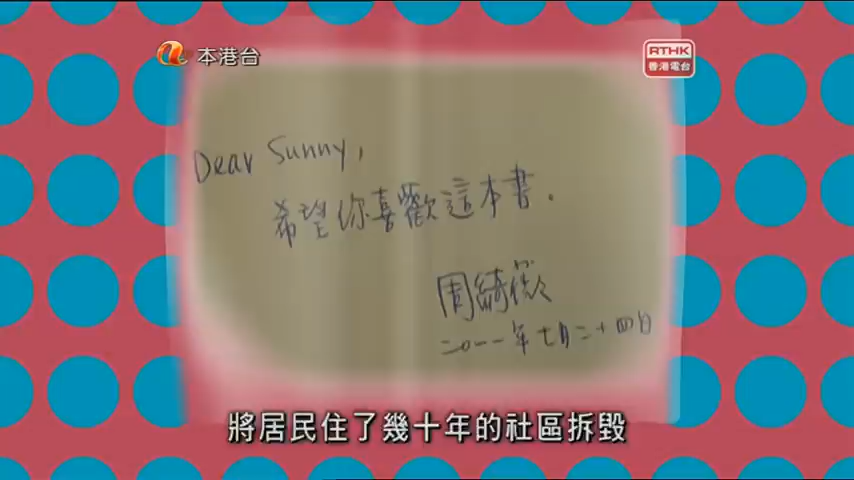 本港台
RTHK
香港電台
Dear Sunny,
希望你喜歡這本書.
周綺薇
二〇一一年七月二十四日
將居民住了幾十年的社區拆毀